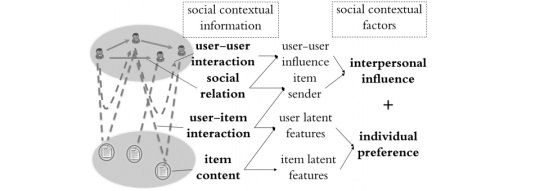 social contextual
information
social contextual
factors
user–user
interaction
social
relation
user–item
interaction
item
content
user–user
influence
item
sender
user latent
features
item latent
features
interpersonal
influence
+
individual
preference